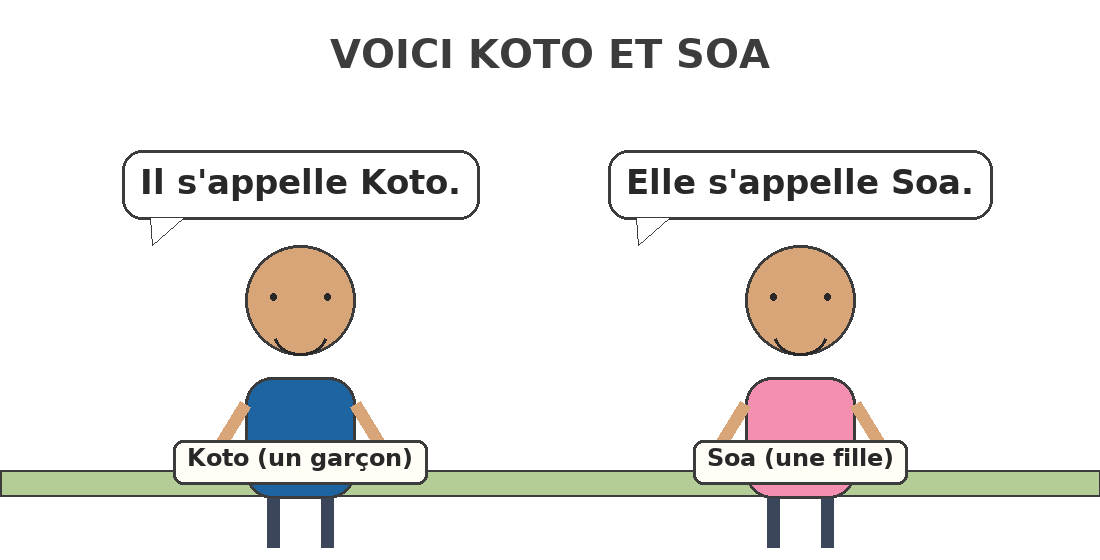 VOICI KOTO ET SOA
Il s'appelle Koto.
Elle s'appelle Soa.
Koto (un garçon)
Soa (une fille)